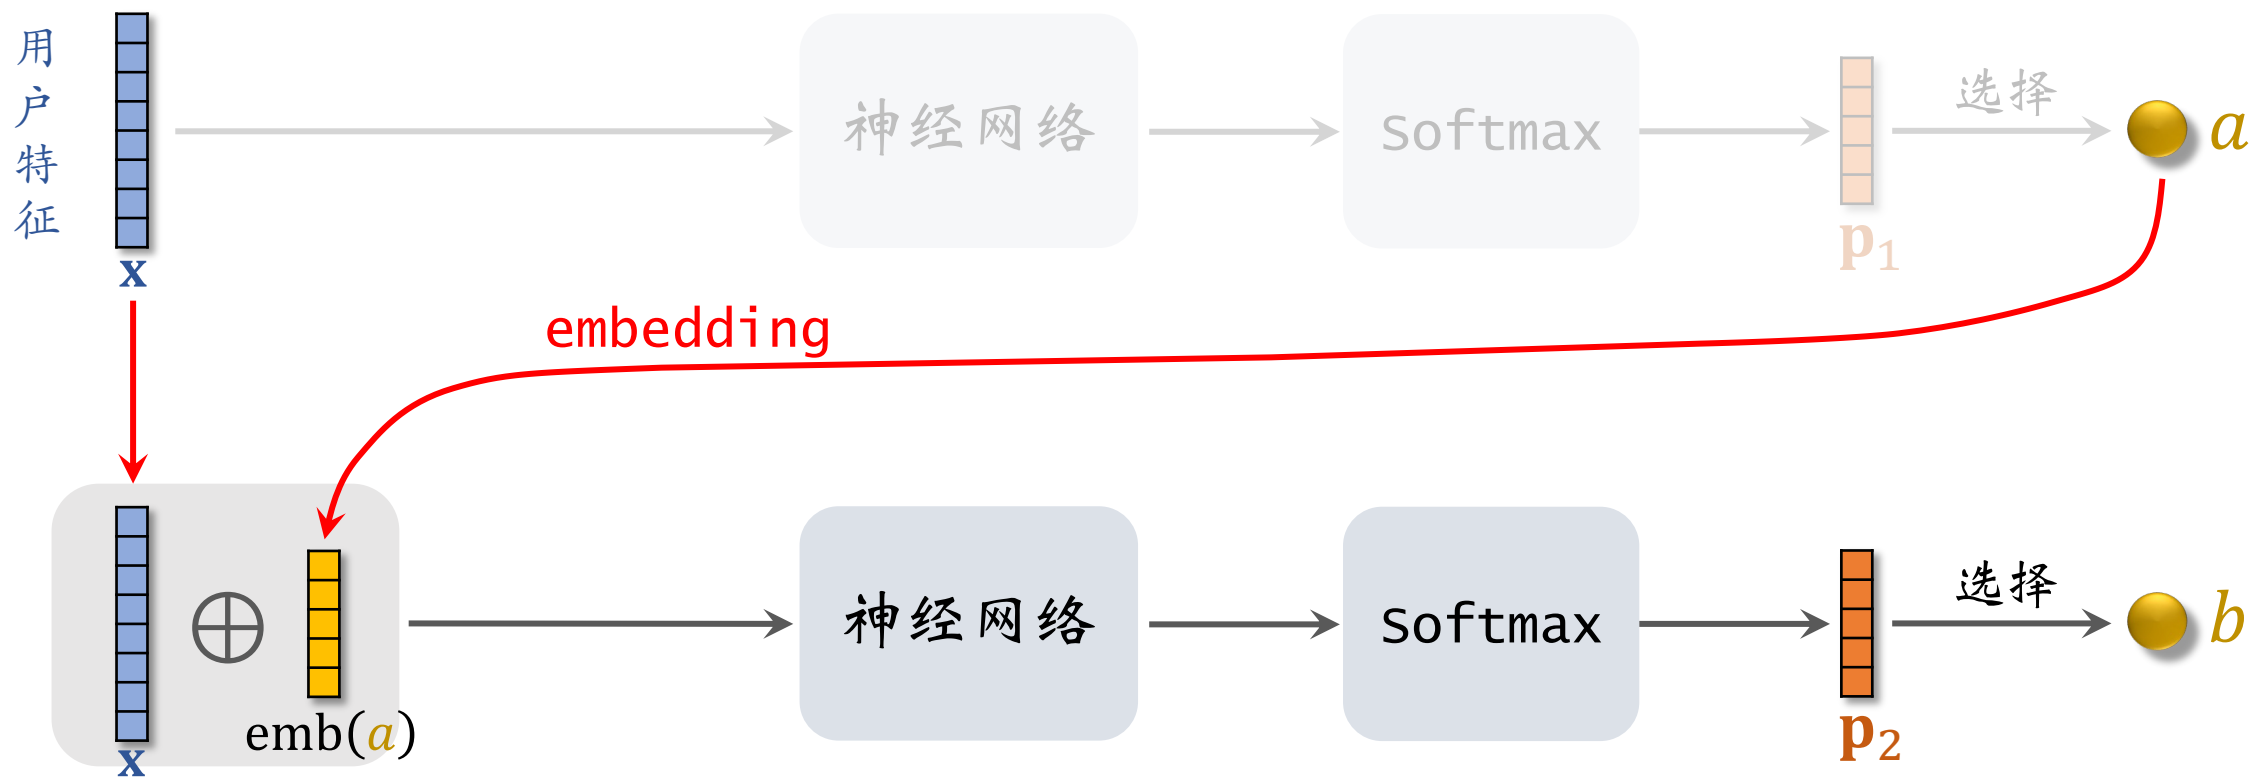 用户特征
x
神经网络
Softmax
p₁
选择
a
embedding
x
⊕
emb(a)
神经网络
Softmax
p₂
选择
b